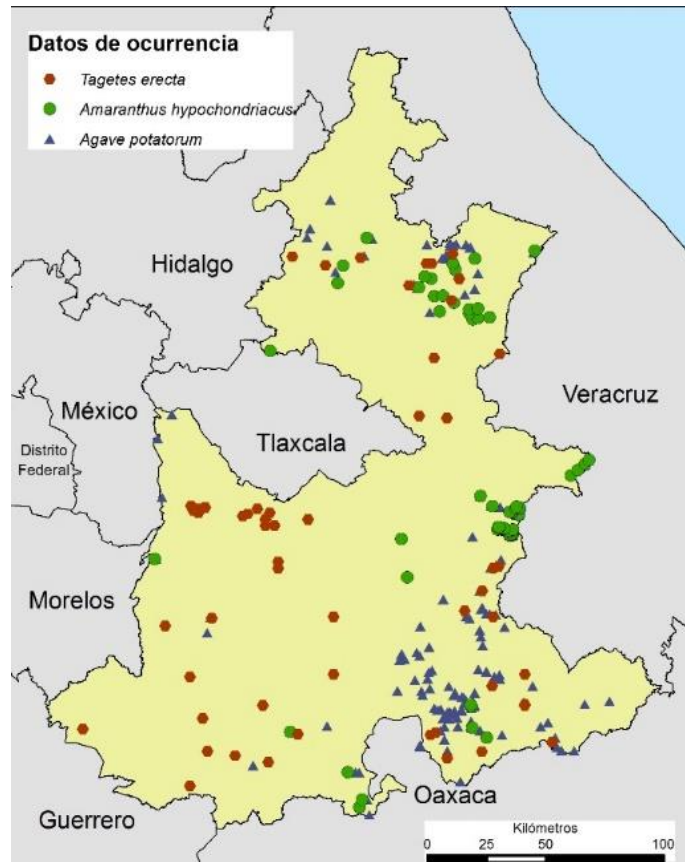 Datos de ocurrencia
Tagetes erecta
Amaranthus hypochondriacus
Agave potatorum
Hidalgo
México
Tlaxcala
Veracruz
Distrito
Federal
Morelos
Guerrero
Oaxaca
Kilómetros
0 25 50 100